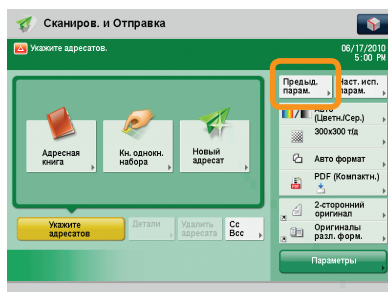 Сканиров. и Отправка
Укажите адресатов.
06/17/2010
5:00 PM
Предыд.
парам.
Наст. исп.
парам.
Авто
(Цветн./Сер.)
300x300 т/д
Авто формат
PDF (Компактн.)
2-сторонний
оригинал
Оригиналы
разл. форм.
Параметры
Адресная
книга
Кн. однокн.
набора
Новый
адресат
Укажите
адресатов
Детали
Удалить
адресата
Cc
Bcc